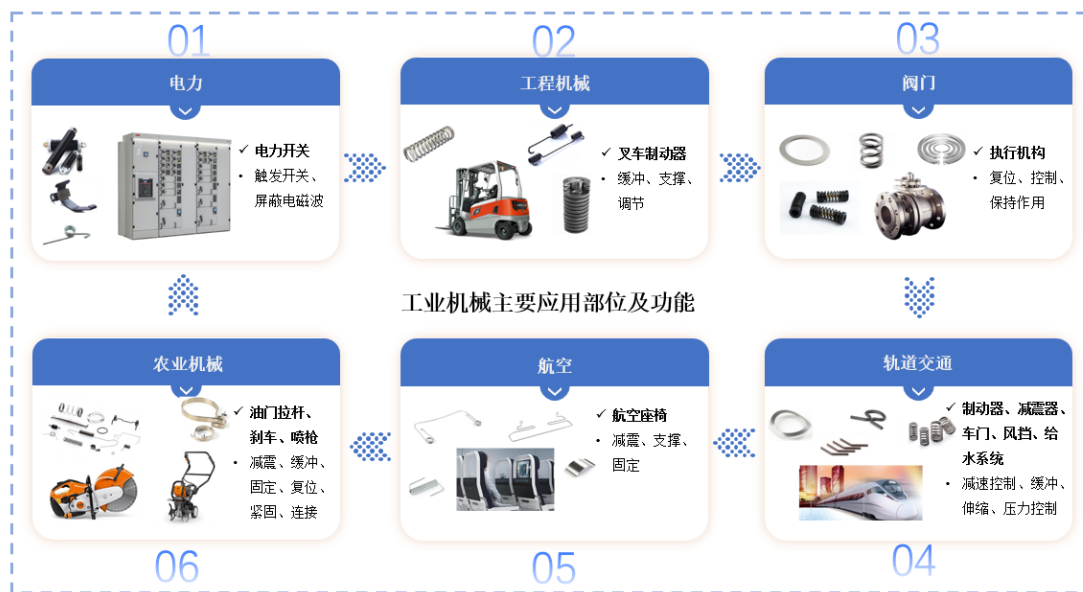 01
电力
✓ 电力开关
• 触发开关、
屏蔽电磁波
02
工程机械
✓ 叉车制动器
• 缓冲、支撑、
调节
03
阀门
✓ 执行机构
• 复位、控制、
保持作用
工业机械主要应用部位及功能
轨道交通
✓ 制动器、减震器、
车门、风挡、给
水系统
• 减速控制、缓冲、
伸缩、压力控制
04
航空
✓ 航空座椅
• 减震、支撑、
固定
05
农业机械
✓ 油门拉杆、
刹车、喷枪
• 减震、缓冲、
固定、复位、
紧固、连接
06